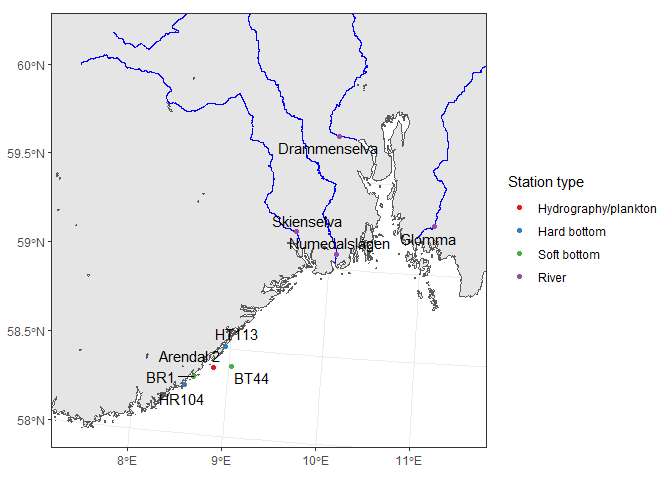 60°N
59.5°N
59°N
58.5°N
58°N
8°E
9°E
10°E
11°E
Drammenselva
Skienselva
Numedalslågen
Glomma
HT113
Arendal 2
BR1
BT44
HR104
Station type
Hydrography/plankton
Hard bottom
Soft bottom
River